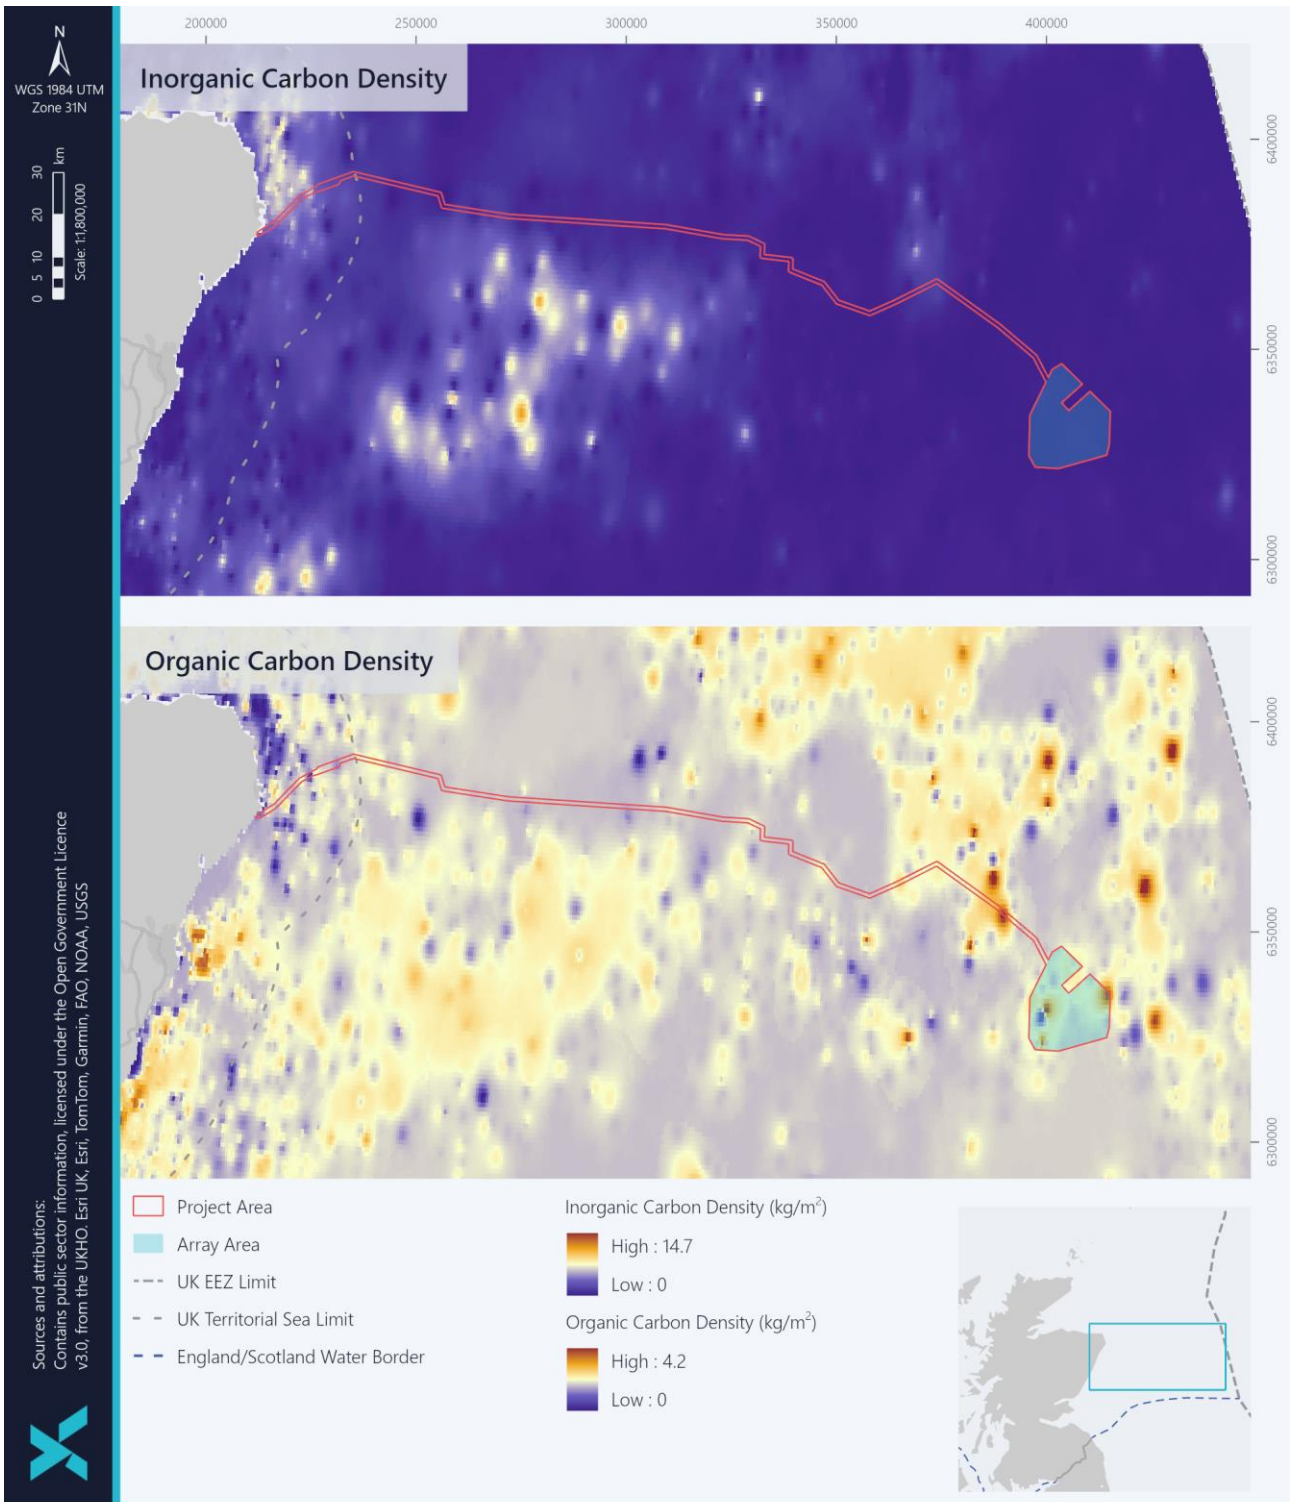 N
WGS 1984 UTM
Zone 31N
0 5 10 20 30
km
Scale: 1:1,800,000
Sources and attributions:
Contains public sector information, licensed under the Open Government Licence
v3.0, from the UKHO. Esri UK, Esri, TomTom, Garmin, FAO, NOAA, USGS
200000 250000 300000 350000 400000
Inorganic Carbon Density
6400000
6350000
6300000
Organic Carbon Density
6400000
6350000
6300000
Project Area
Array Area
UK EEZ Limit
UK Territorial Sea Limit
England/Scotland Water Border
Inorganic Carbon Density (kg/m²)
High : 14.7
Low : 0
Organic Carbon Density (kg/m²)
High : 4.2
Low : 0